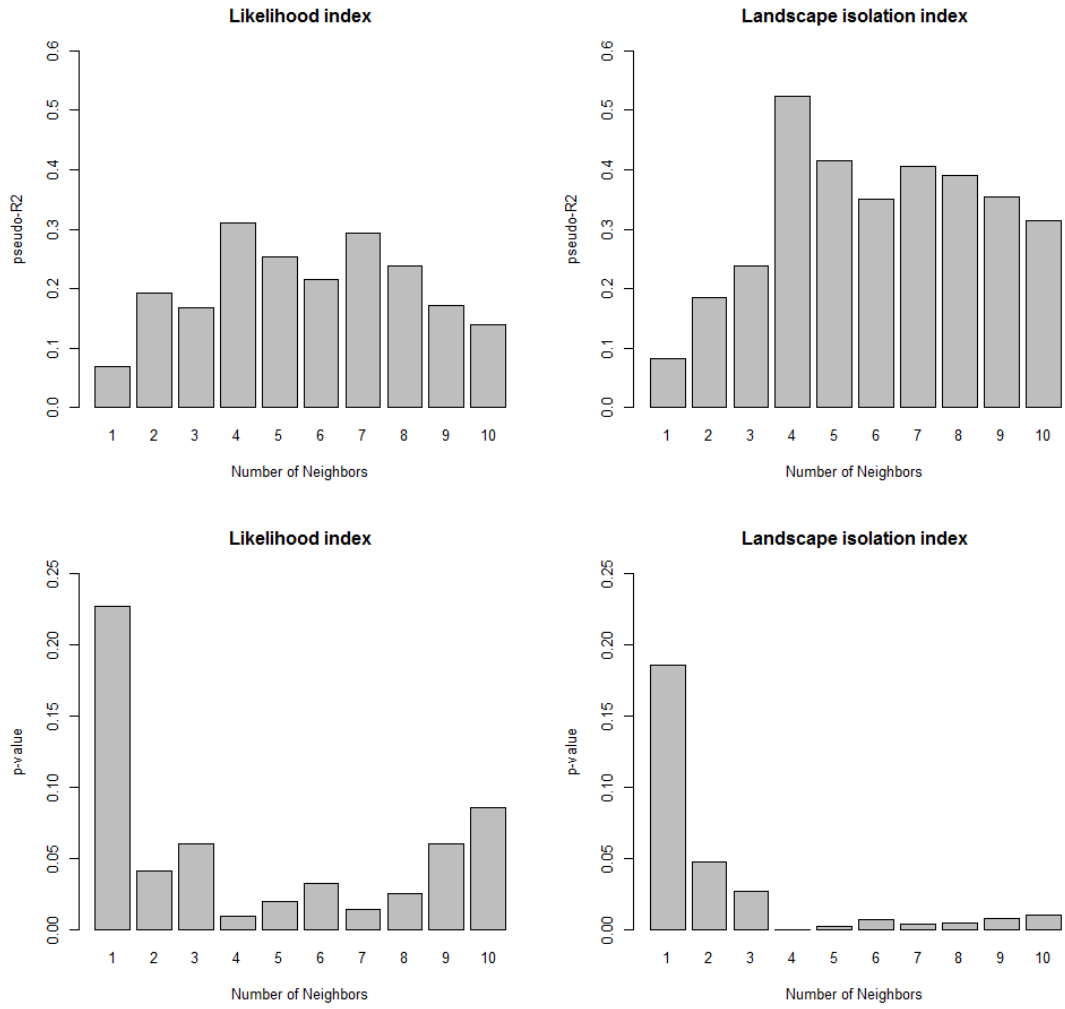 Likelihood index
pseudo-R2
0.0 0.1 0.2 0.3 0.4 0.5 0.6
1 2 3 4 5 6 7 8 9 10
Number of Neighbors
Landscape isolation index
pseudo-R2
0.0 0.1 0.2 0.3 0.4 0.5 0.6
1 2 3 4 5 6 7 8 9 10
Number of Neighbors
Likelihood index
p-value
0.00 0.05 0.10 0.15 0.20 0.25
1 2 3 4 5 6 7 8 9 10
Number of Neighbors
Landscape isolation index
p-value
0.00 0.05 0.10 0.15 0.20 0.25
1 2 3 4 5 6 7 8 9 10
Number of Neighbors